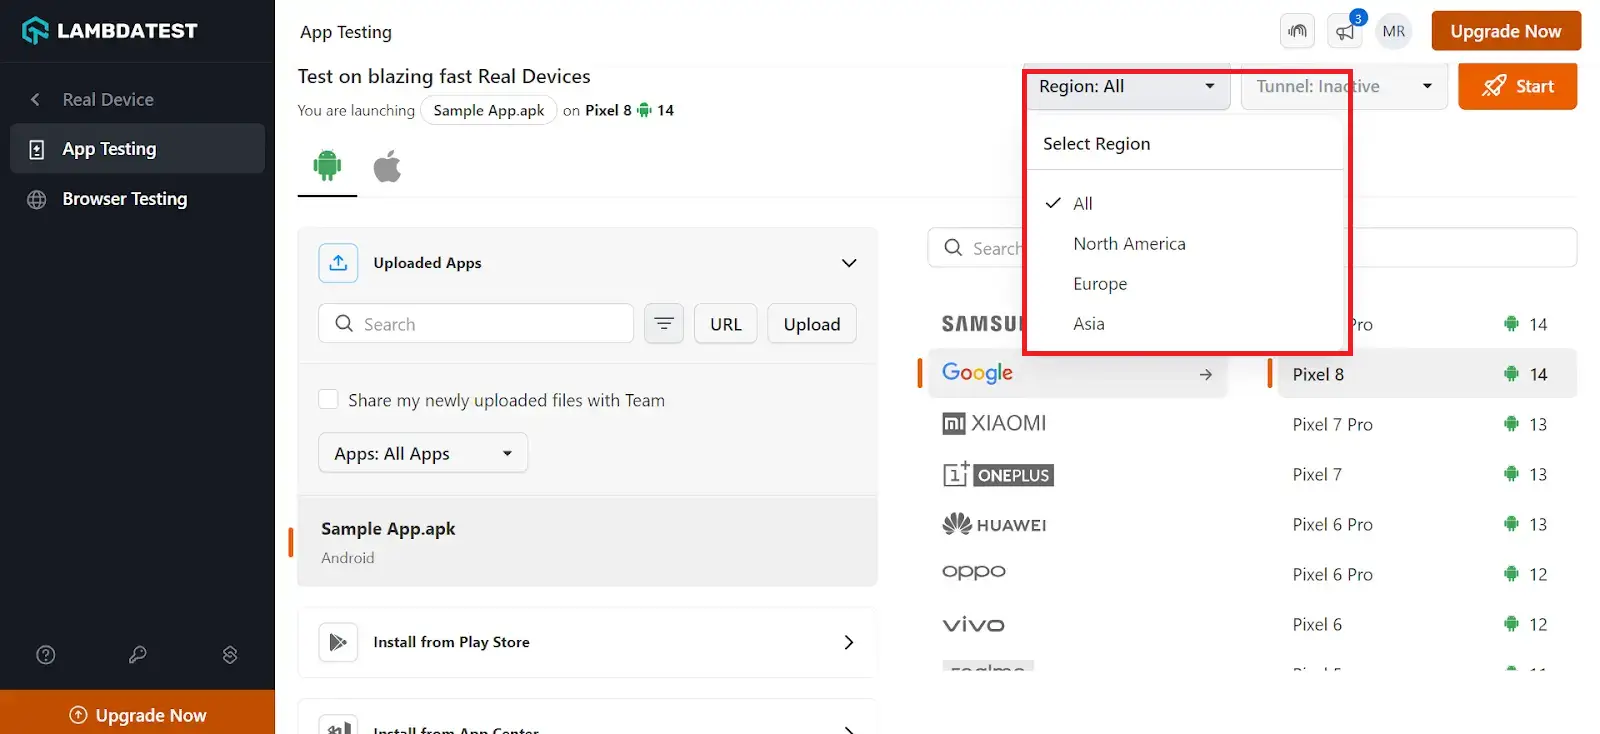 LAMBDATEST
Real Device
App Testing
Browser Testing
Upgrade Now
App Testing
3
MR
Upgrade Now
Test on blazing fast Real Devices
You are launching Sample App.apk on Pixel 8 14
Region: All
Tunnel: Inactive
Start
Select Region
All
North America
Europe
Asia
Uploaded Apps
Search
URL
Upload
Share my newly uploaded files with Team
Apps: All Apps
Sample App.apk
Android
Install from Play Store
Install from App Center
Search
SAMSU
Google
XIAOMI
ONEPLUS
HUAWEI
oppo
vivo
realme
Pro 14
Pixel 8 14
Pixel 7 Pro 13
Pixel 7 13
Pixel 6 Pro 13
Pixel 6 Pro 12
Pixel 6 12